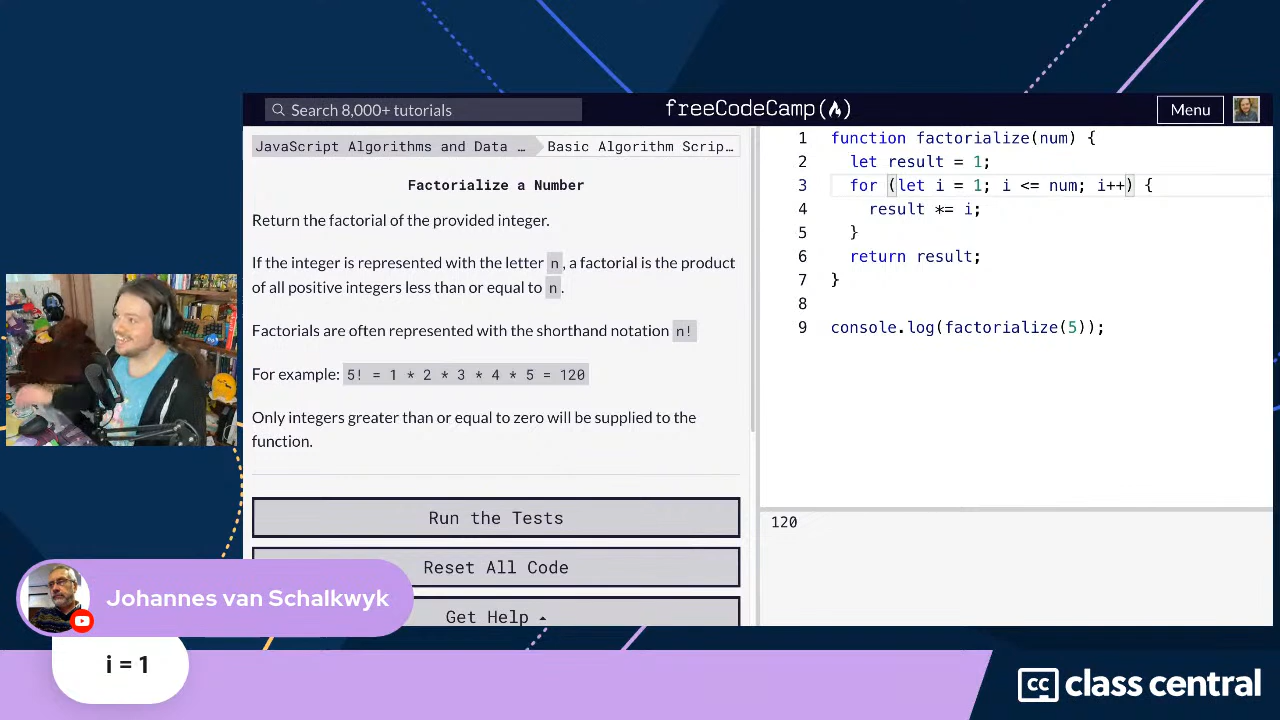 Search 8,000+ tutorials
freeCodeCamp
Menu
JavaScript Algorithms and Data …
Basic Algorithm Scrip…
Factorialize a Number
Return the factorial of the provided integer.
If the integer is represented with the letter n, a factorial is the product
of all positive integers less than or equal to n.
Factorials are often represented with the shorthand notation n!
For example: 5! = 1 * 2 * 3 * 4 * 5 = 120
Only integers greater than or equal to zero will be supplied to the
function.
Run the Tests
Reset All Code
Get Help
1 function factorialize(num) {
2 let result = 1;
3 for (let i = 1; i <= num; i++) {
4 result *= i;
5 }
6 return result;
7 }
8
9 console.log(factorialize(5));
120
Johannes van Schalkwyk
i = 1
cc class central